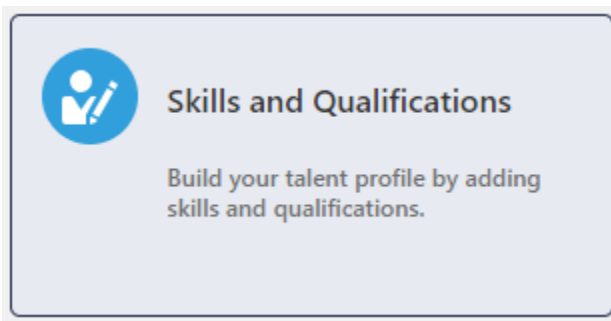 Skills and Qualifications
Build your talent profile by adding
skills and qualifications.